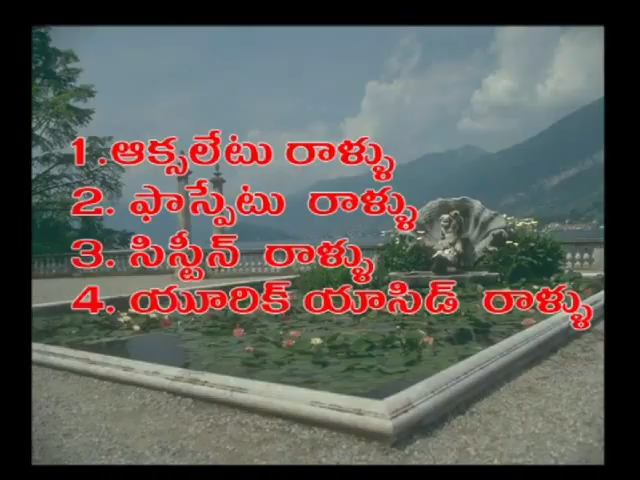 1.ఆక్సలేటు రాళ్ళు
2. ఫాస్ఫేటు రాళ్ళు
3. సిస్టీన్ రాళ్ళు
4. యూరిక్ యాసిడ్ రాళ్ళు